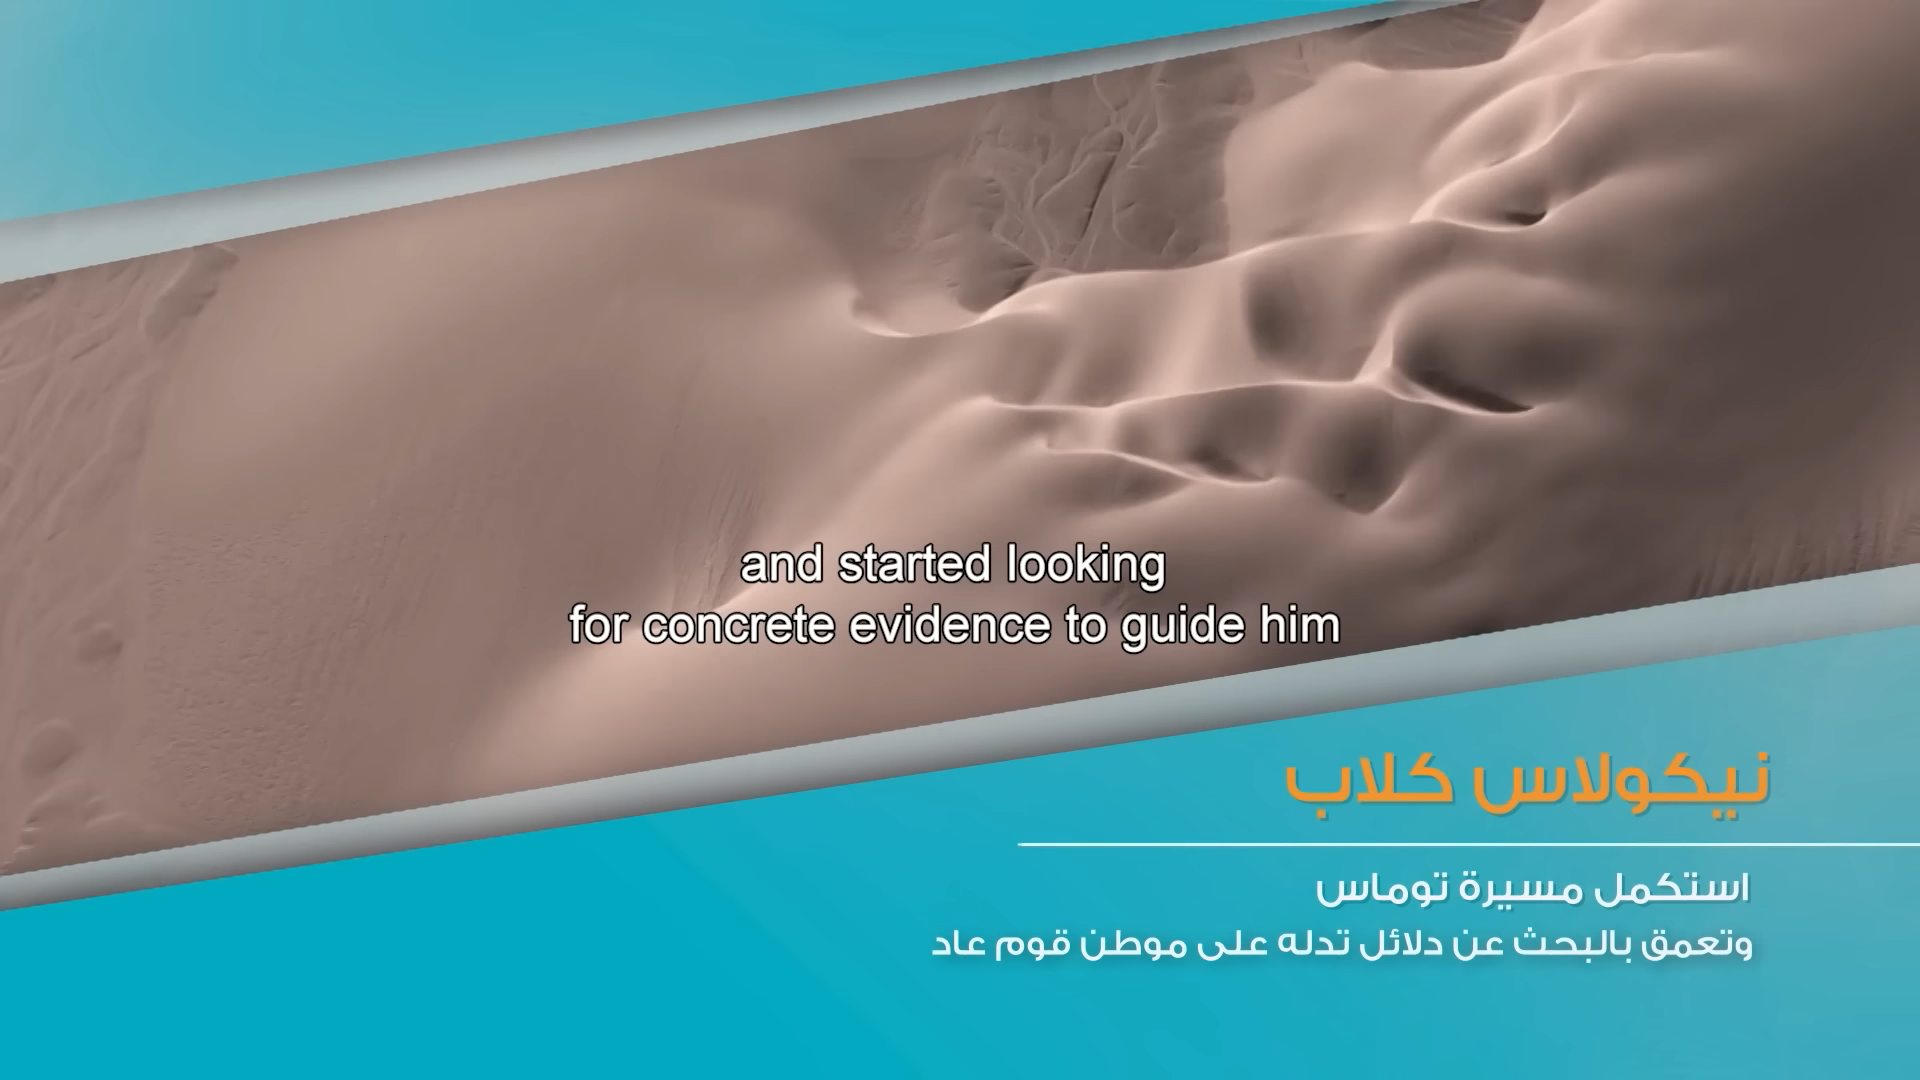 and started looking
for concrete evidence to guide him
نيكولاس كلاب
استكمل مسيرة توماس
وتعمق بالبحث عن دلائل تدله على موطن قوم عاد